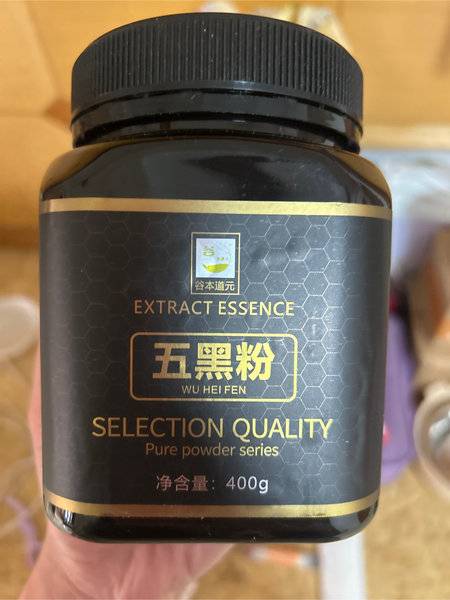 谷本道元
EXTRACT ESSENCE
五黑粉
WU HEI FEN
SELECTION QUALITY
Pure powder series
净含量：400g